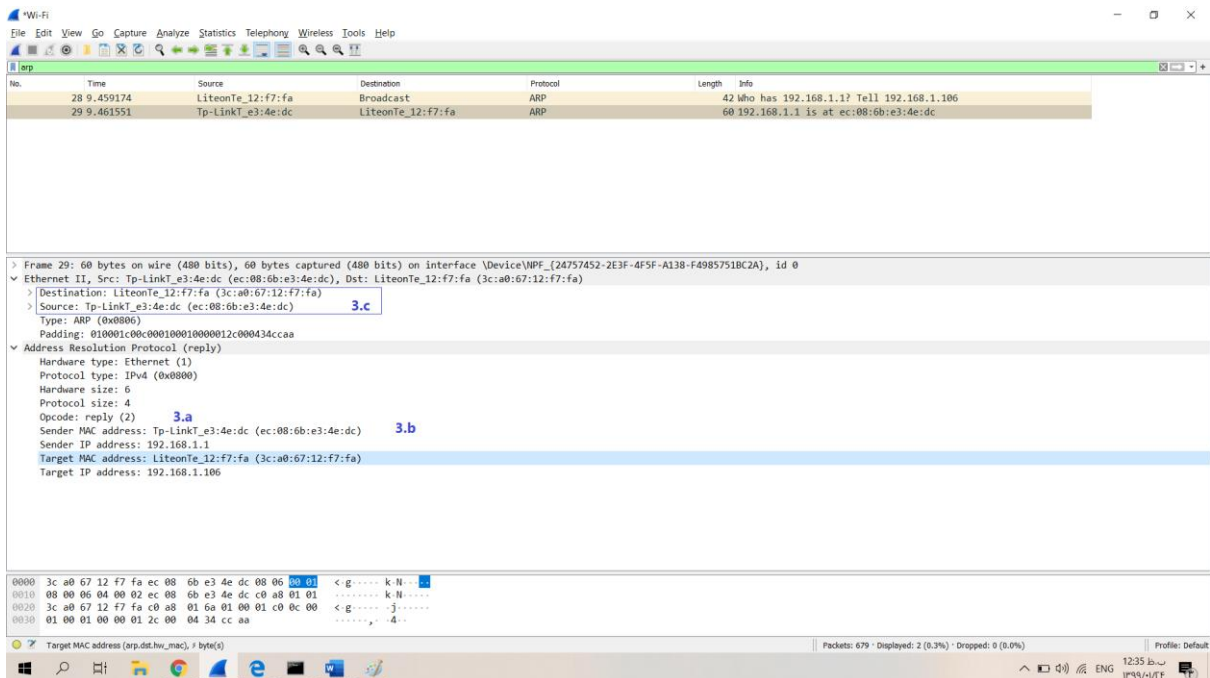 *Wi-Fi
File Edit View Go Capture Analyze Statistics Telephony Wireless Tools Help
arp
No. Time Source Destination Protocol Length Info
28 9.459174 LiteonTe_12:f7:fa Broadcast ARP 42 Who has 192.168.1.1? Tell 192.168.1.106
29 9.461551 Tp-LinkT_e3:4e:dc LiteonTe_12:f7:fa ARP 60 192.168.1.1 is at ec:08:6b:e3:4e:dc
> Frame 29: 60 bytes on wire (480 bits), 60 bytes captured (480 bits) on interface \Device\NPF_{24757452-2E3F-4F5F-A138-F4985751BC2A}, id 0
Ethernet II, Src: Tp-LinkT_e3:4e:dc (ec:08:6b:e3:4e:dc), Dst: LiteonTe_12:f7:fa (3c:a0:67:12:f7:fa)
> Destination: LiteonTe_12:f7:fa (3c:a0:67:12:f7:fa)
> Source: Tp-LinkT_e3:4e:dc (ec:08:6b:e3:4e:dc) 3.c
Type: ARP (0x0806)
Padding: 010001c00c000100010000012c000434ccaa
Address Resolution Protocol (reply)
Hardware type: Ethernet (1)
Protocol type: IPv4 (0x0800)
Hardware size: 6
Protocol size: 4
Opcode: reply (2) 3.a
Sender MAC address: Tp-LinkT_e3:4e:dc (ec:08:6b:e3:4e:dc) 3.b
Sender IP address: 192.168.1.1
Target MAC address: LiteonTe_12:f7:fa (3c:a0:67:12:f7:fa)
Target IP address: 192.168.1.106
0000 3c a0 67 12 f7 fa ec 08 6b e3 4e dc 08 06 00 01 <·g····· k·N·····
0010 08 00 06 04 00 02 ec 08 6b e3 4e dc c0 a8 01 01 ········ k·N·····
0020 3c a0 67 12 f7 fa c0 a8 01 6a 01 00 01 c0 0c 00 <·g····· ·j······
0030 01 00 01 00 00 01 2c 00 04 34 cc aa ······,· ·4··
Target MAC address (arp.dst.hw_mac), byte(s) Packets: 679 · Displayed: 2 (0.3%) · Dropped: 0 (0.0%) Profile: Default
ENG 12:35 ب.ظ